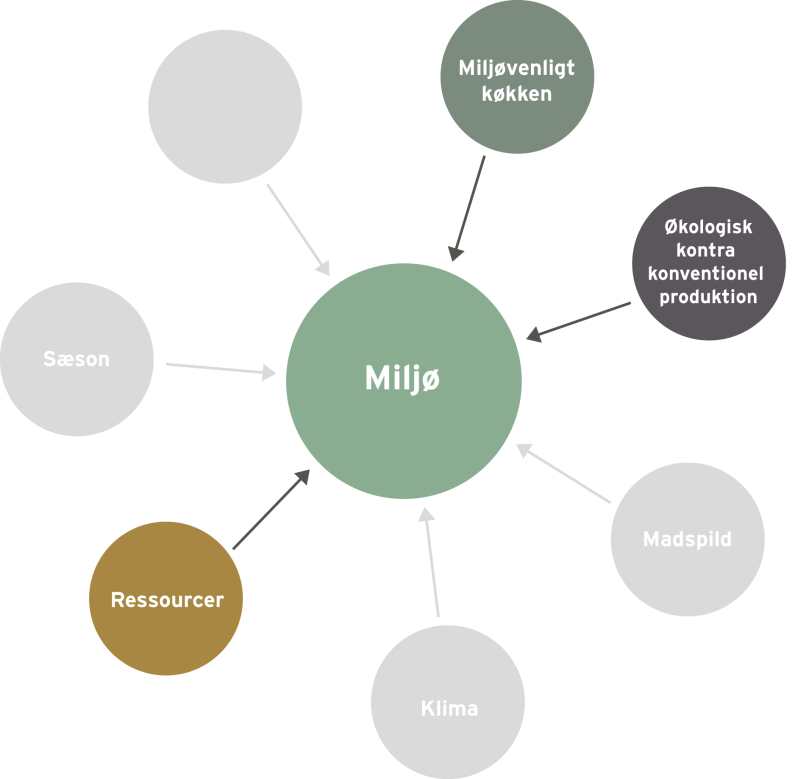 Miljøvenligt
køkken
Økologisk
kontra
konventionel
produktion
Sæson
Miljø
Madspild
Ressourcer
Klima